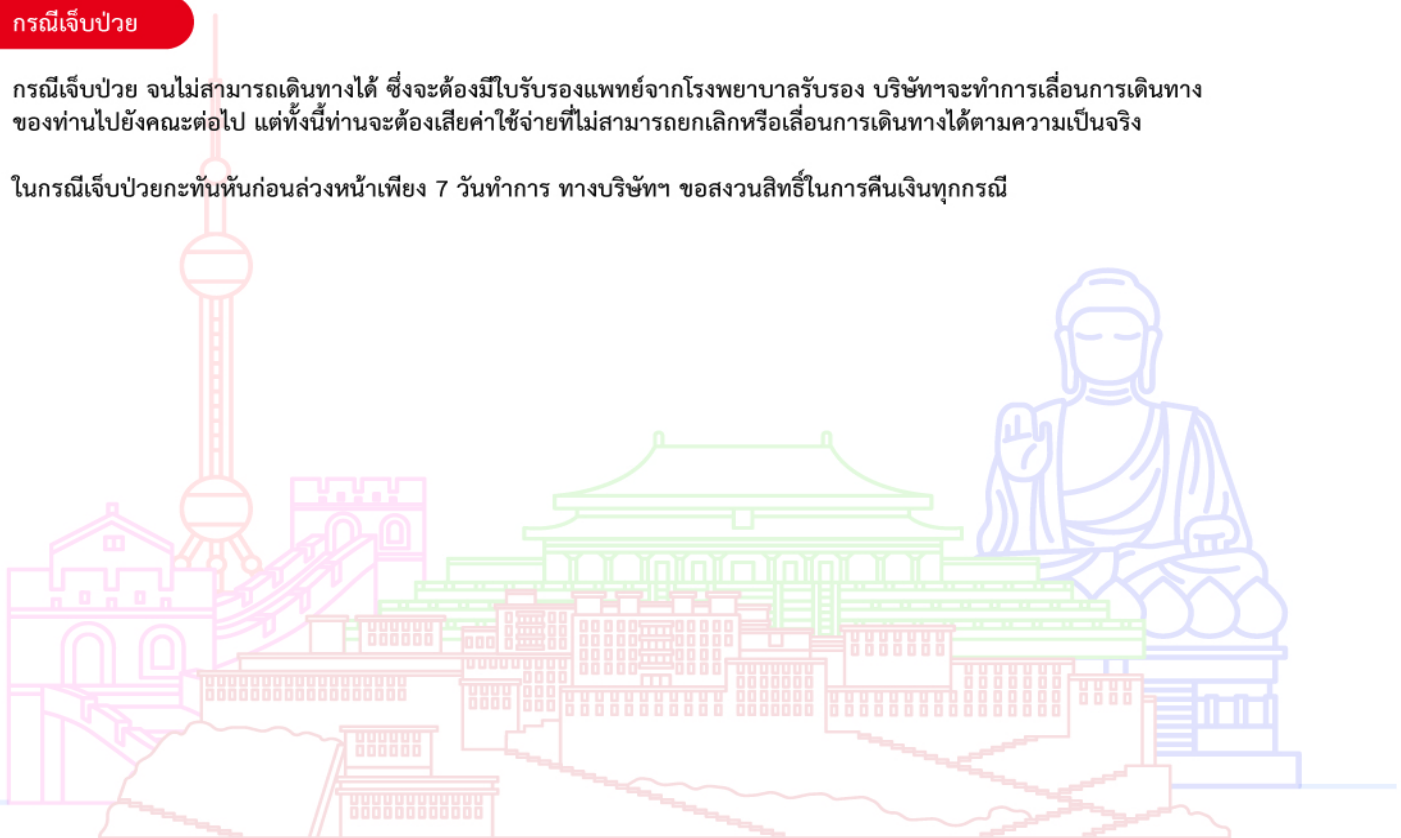 กรณีเจ็บป่วย
กรณีเจ็บป่วย จนไม่สามารถเดินทางได้ ซึ่งจะต้องมีใบรับรองแพทย์จากโรงพยาบาลรับรอง บริษัทฯจะทำการเลื่อนการเดินทาง
ของท่านไปยังคณะต่อไป แต่ทั้งนี้ท่านจะต้องเสียค่าใช้จ่ายที่ไม่สามารถยกเลิกหรือเลื่อนการเดินทางได้ตามความเป็นจริง
ในกรณีเจ็บป่วยกะทันหันก่อนล่วงหน้าเพียง 7 วันทำการ ทางบริษัทฯ ขอสงวนสิทธิ์ในการคืนเงินทุกกรณี